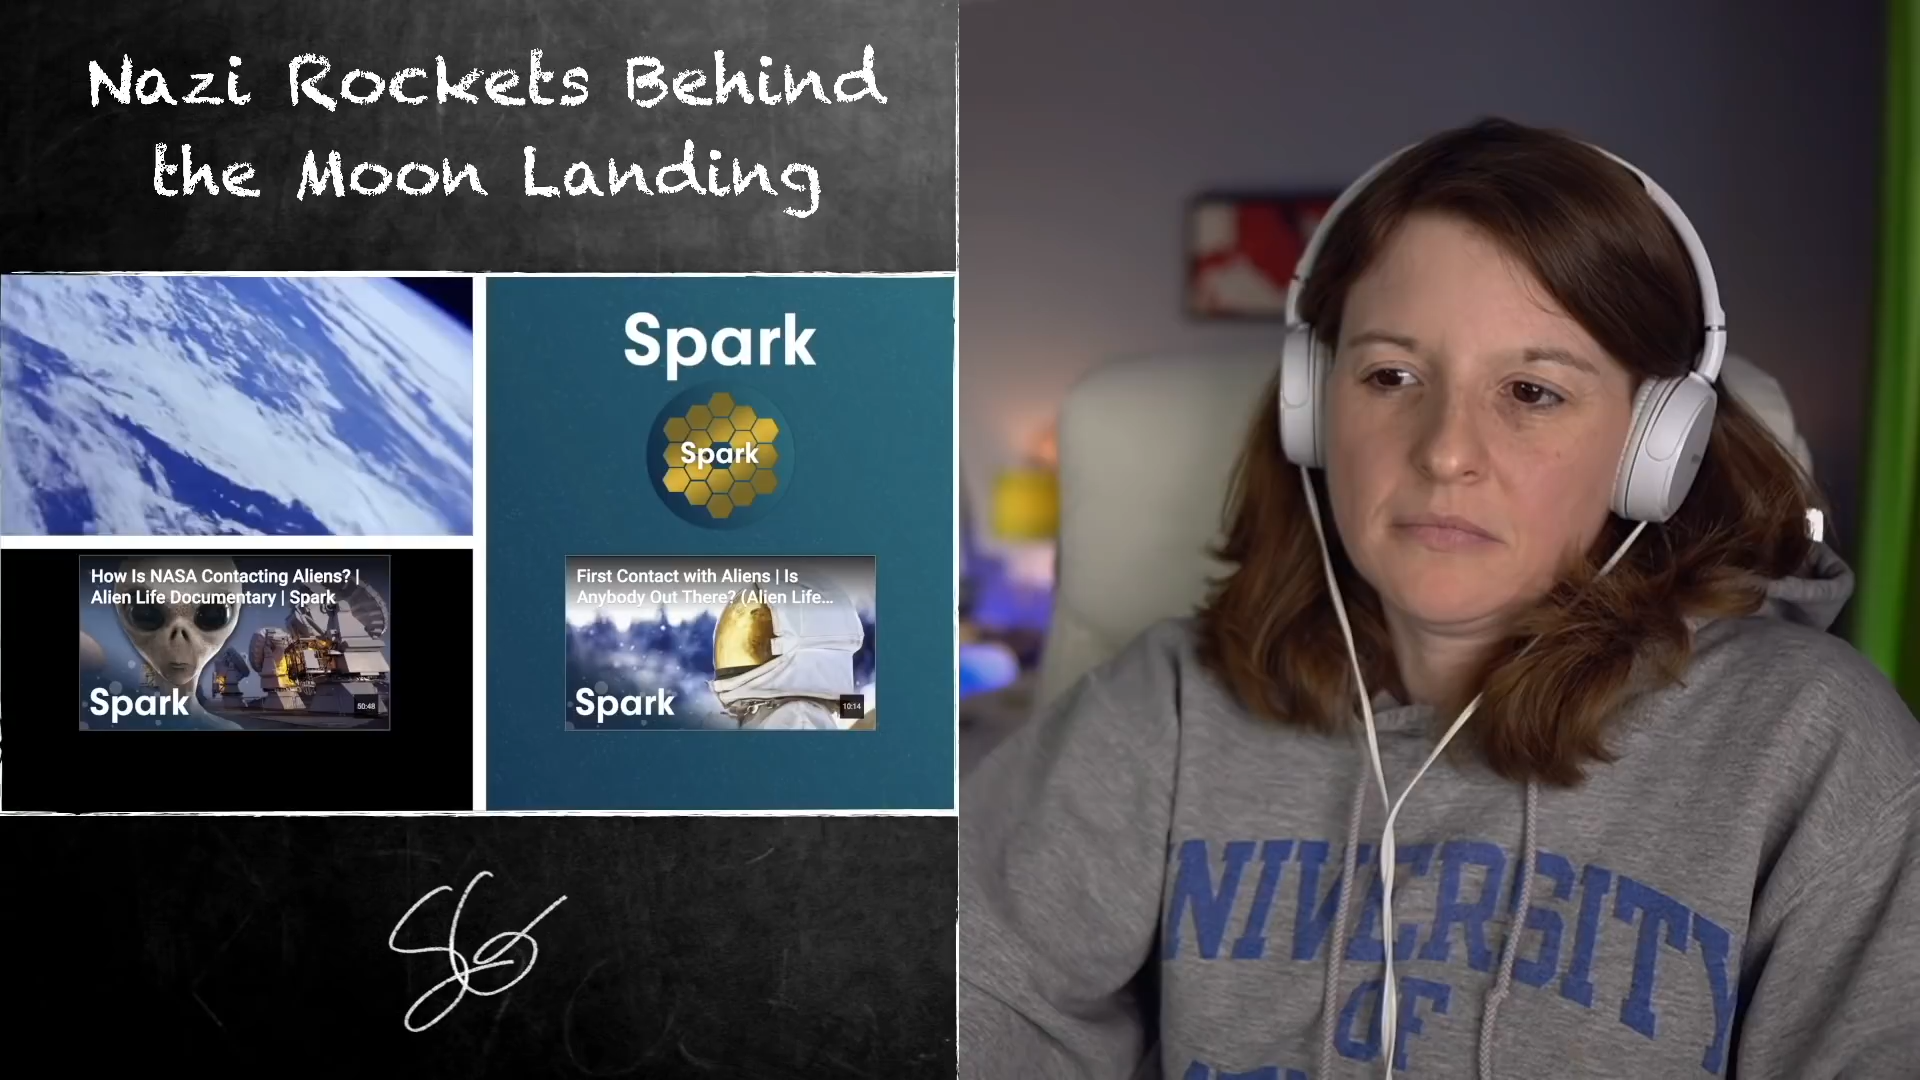 Nazi Rockets Behind
the Moon Landing
Spark
Spark
How Is NASA Contacting Aliens? |
Alien Life Documentary | Spark
Spark
50:48
First Contact with Aliens | Is
Anybody Out There? (Alien Life...
Spark
10:14
NIVERSITY
OF